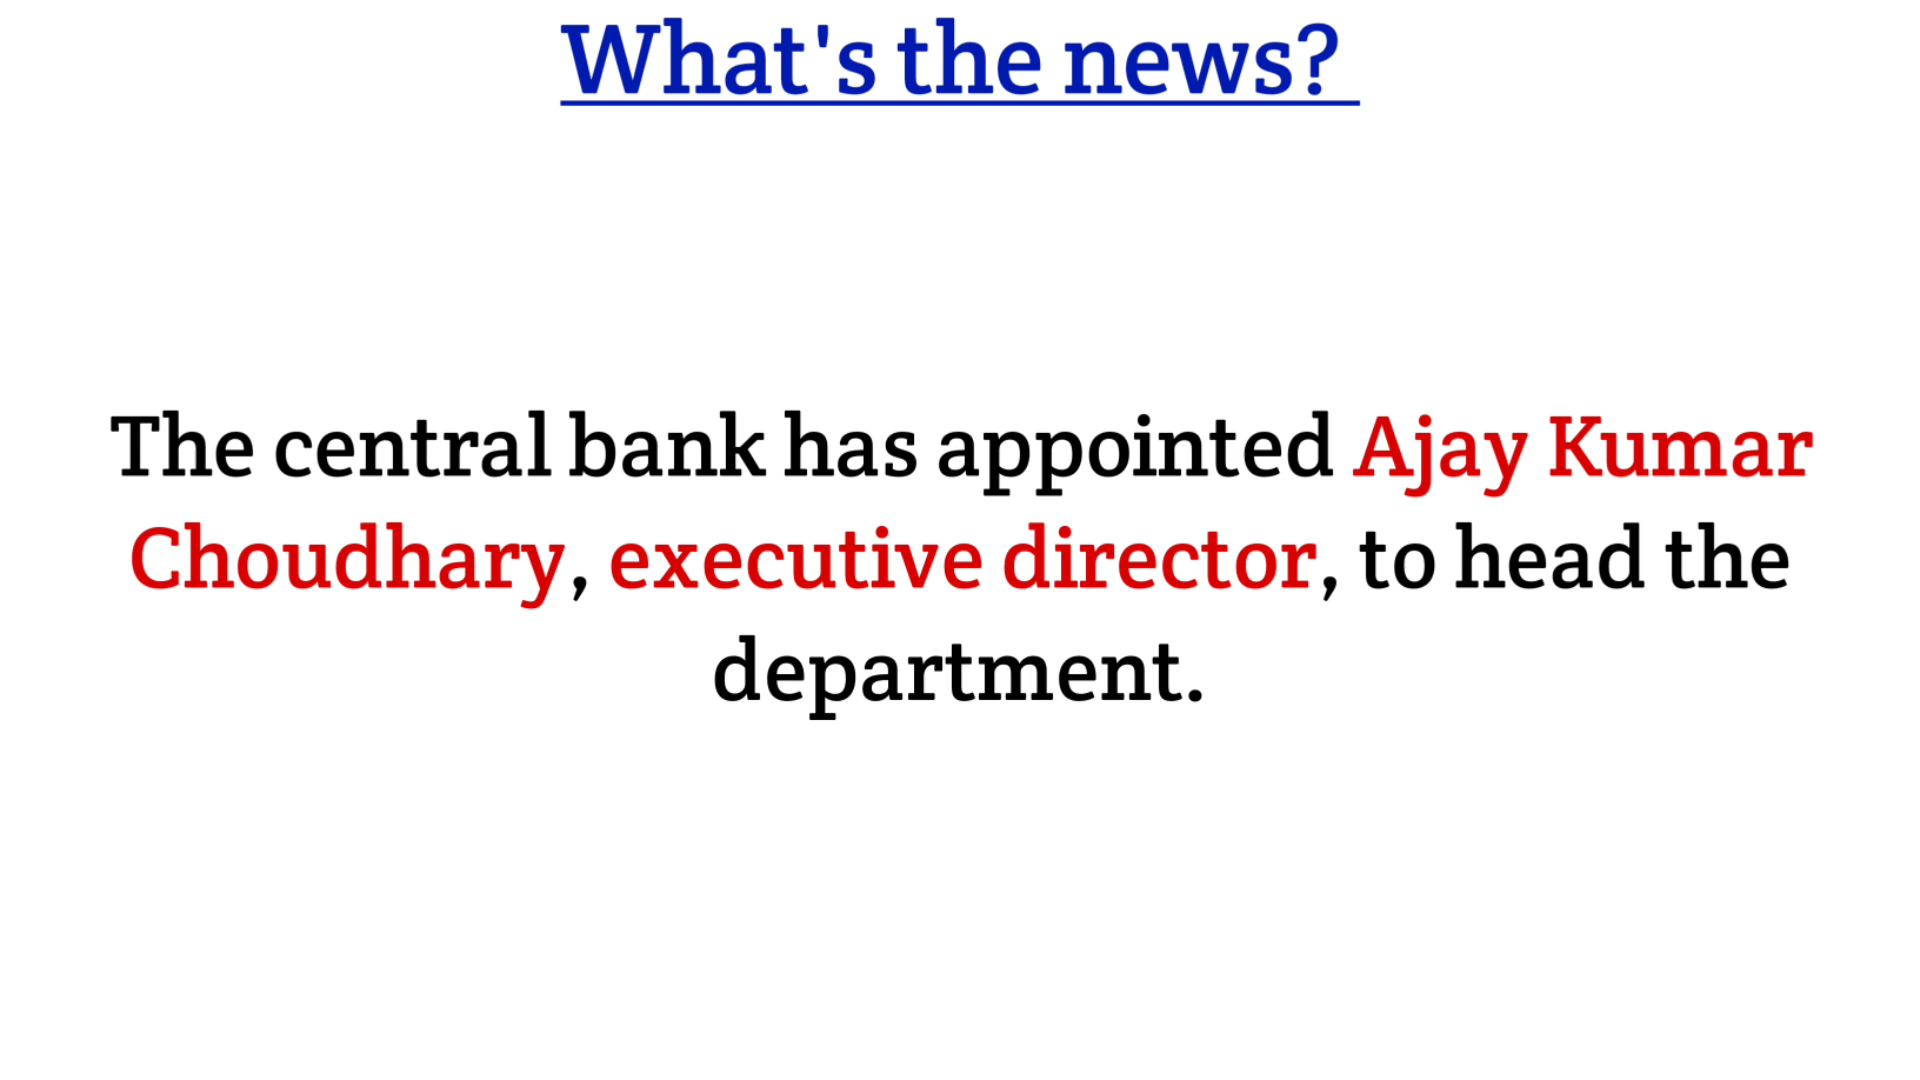 What's the news?
The central bank has appointed Ajay Kumar
Choudhary, executive director, to head the
department.